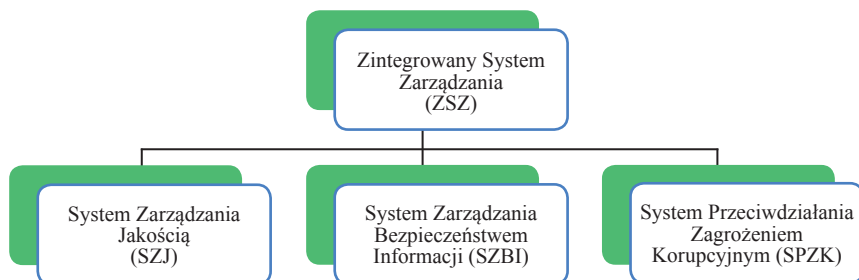 Zintegrowany System
Zarządzania
(ZSZ)
System Zarządzania
Jakością
(SZJ)
System Zarządzania
Bezpieczeństwem
Informacji (SZBI)
System Przeciwdziałania
Zagrożeniem
Korupcyjnym (SPZK)